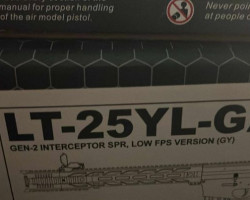 manual for proper handling
of the air model pistol.
Never
at people o
LT-25YL-G
GEN-2 INTERCEPTOR SPR, LOW FPS VERSION (GY)